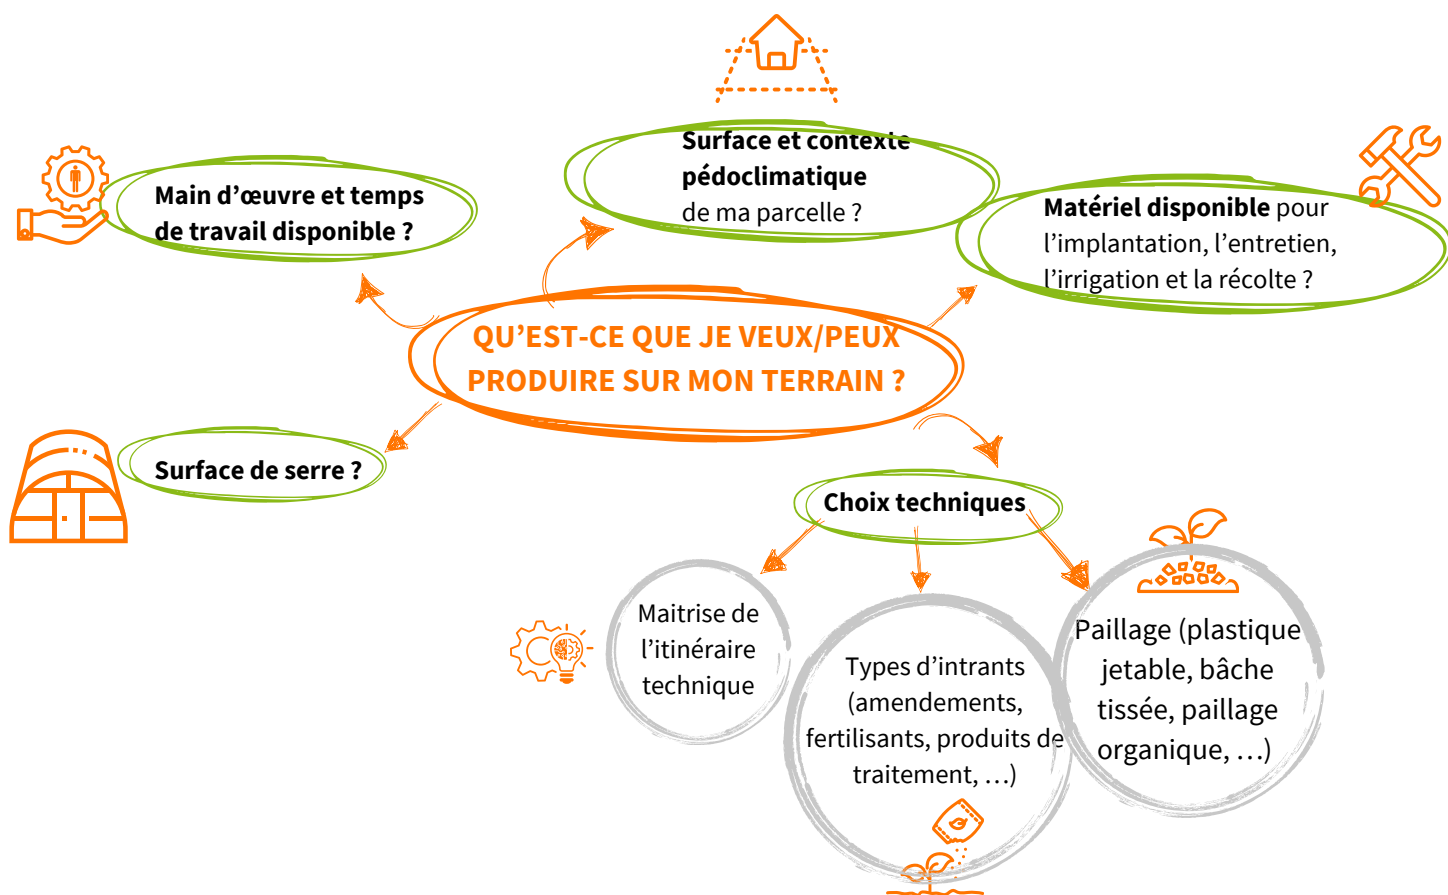 Surface et contexte
pédoclimatique
de ma parcelle ?
Main d’œuvre et temps
de travail disponible ?
Matériel disponible pour
l’implantation, l’entretien,
l’irrigation et la récolte ?
QU’EST-CE QUE JE VEUX/PEUX
PRODUIRE SUR MON TERRAIN ?
Surface de serre ?
Choix techniques
Maitrise de
l’itinéraire
technique
Types d’intrants
(amendements,
fertilisants, produits de
traitement, …)
Paillage (plastique
jetable, bâche
tissée, paillage
organique, …)